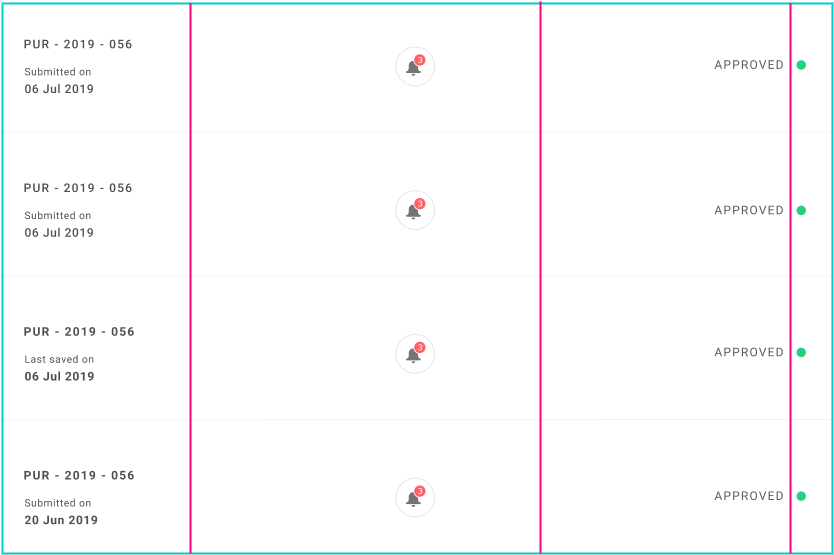 PUR - 2019 - 056
Submitted on
06 Jul 2019
3
APPROVED
PUR - 2019 - 056
Submitted on
06 Jul 2019
3
APPROVED
PUR - 2019 - 056
Last saved on
06 Jul 2019
3
APPROVED
PUR - 2019 - 056
Submitted on
20 Jun 2019
3
APPROVED